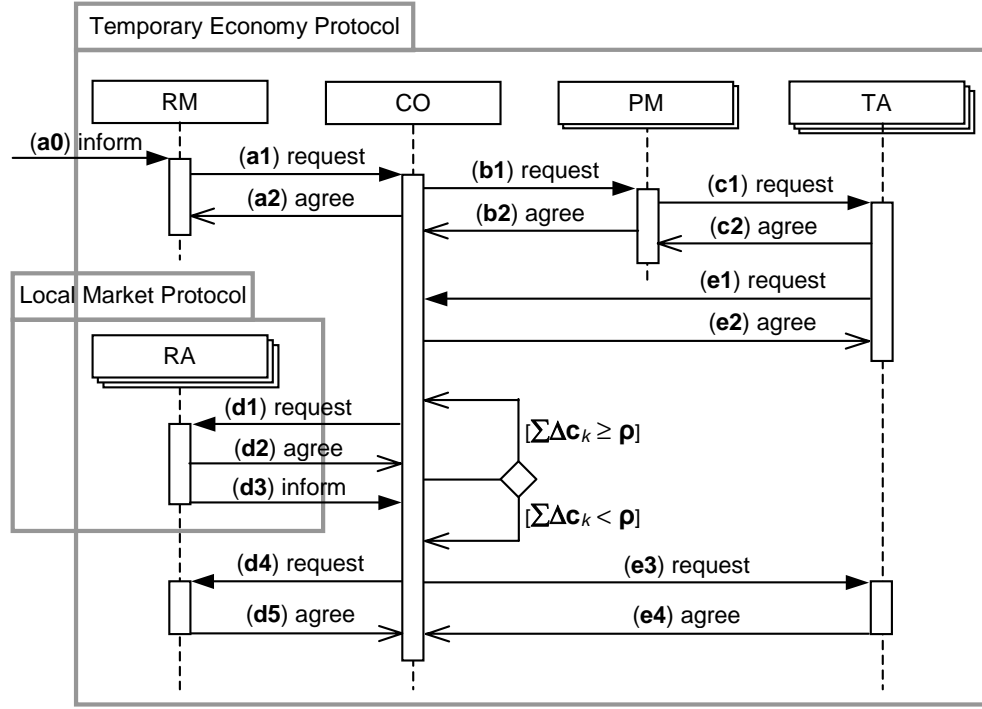 Temporary Economy Protocol
RM
CO
PM
TA
(a0) inform
(a1) request
(b1) request
(c1) request
(a2) agree
(b2) agree
(c2) agree
(e1) request
Local Market Protocol
(e2) agree
RA
(d1) request
[∑Δc_k ≥ ρ]
(d2) agree
(d3) inform
[∑Δc_k < ρ]
(d4) request
(e3) request
(d5) agree
(e4) agree